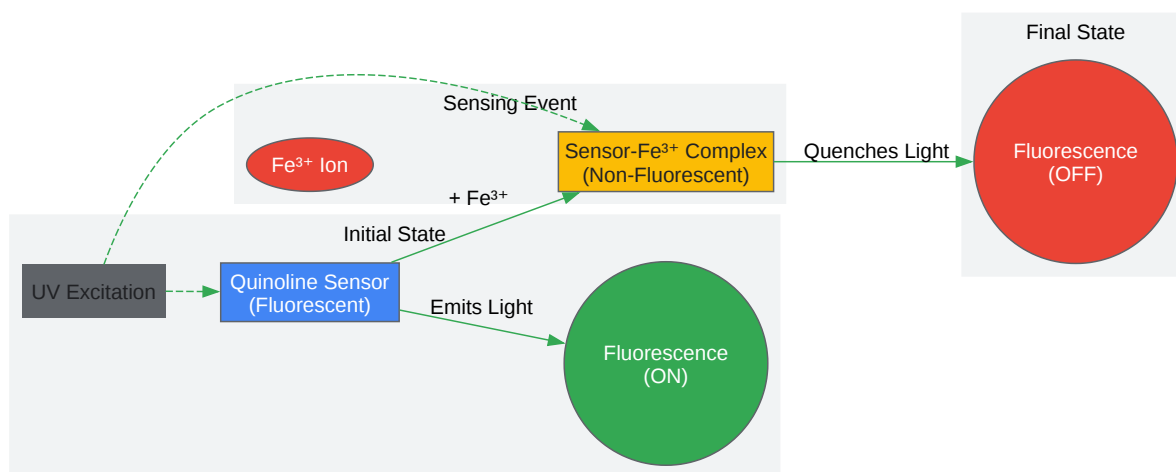 Final State
Sensing Event
Fe³⁺ Ion
Sensor-Fe³⁺ Complex
(Non-Fluorescent)
Quenches Light
Fluorescence
(OFF)
+ Fe³⁺
Initial State
UV Excitation
Quinoline Sensor
(Fluorescent)
Emits Light
Fluorescence
(ON)